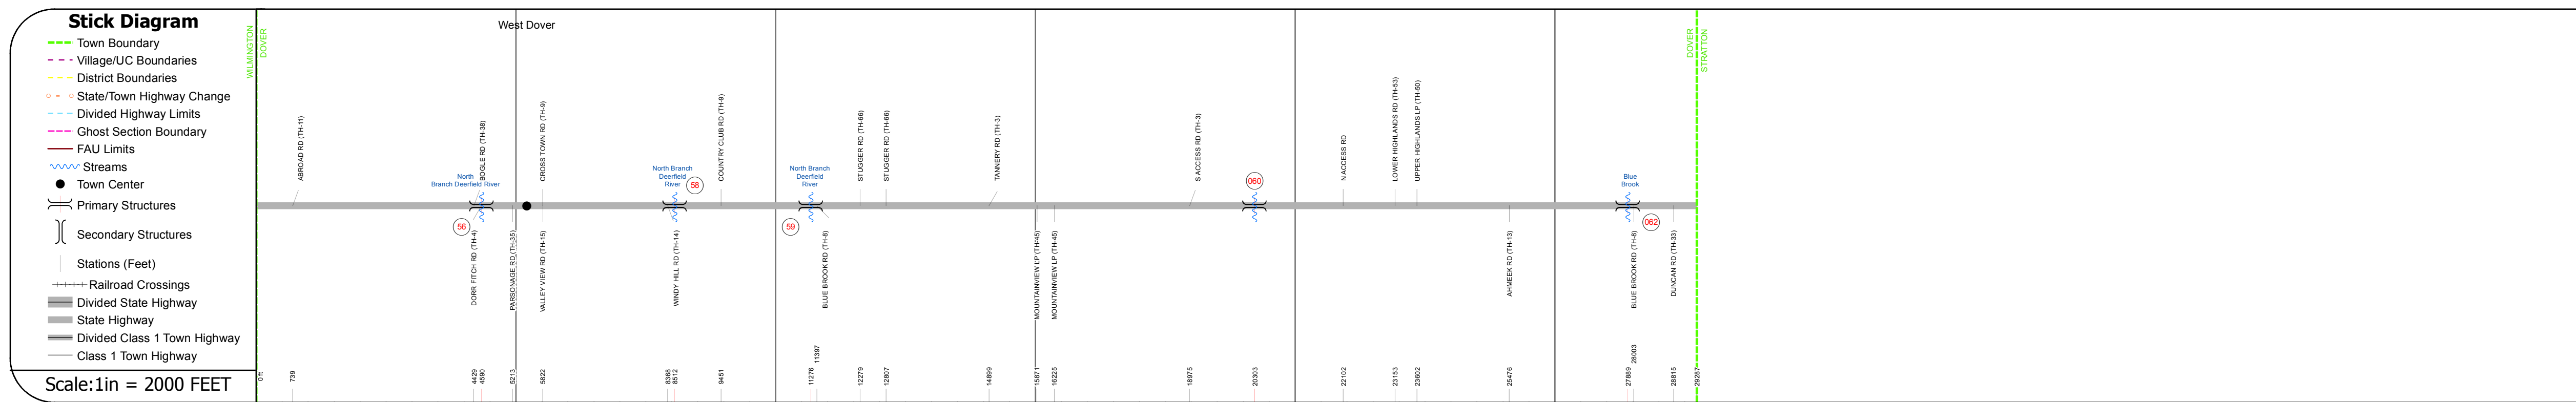 Stick Diagram
Town Boundary
Village/UC Boundaries
District Boundaries
State/Town Highway Change
Divided Highway Limits
Ghost Section Boundary
FAU Limits
Streams
Town Center
Primary Structures
Secondary Structures
Stations (Feet)
Railroad Crossings
Divided State Highway
State Highway
Divided Class 1 Town Highway
Class 1 Town Highway
Scale:1in = 2000 FEET
WILMINGTON
DOVER
West Dover
DOVER
STRATTON
ABROAD RD (TH-11)
BOGLE RD (TH-38)
CROSS TOWN RD (TH-9)
COUNTRY CLUB RD (TH-9)
STUGGER RD (TH-66)
STUGGER RD (TH-66)
TANNERY RD (TH-3)
S ACCESS RD (TH-3)
N ACCESS RD
LOWER HIGHLANDS RD (TH-53)
UPPER HIGHLANDS LP (TH-50)
North
Branch Deerfield River
North Branch
Deerfield
River
58
North Branch
Deerfield
River
060
Blue
Brook
56
59
062
DORR FITCH RD (TH-4)
PARSONAGE RD (TH-35)
VALLEY VIEW RD (TH-15)
WINDY HILL RD (TH-14)
BLUE BROOK RD (TH-8)
MOUNTAINVIEW LP (TH-45)
MOUNTAINVIEW LP (TH-45)
AHMEEK RD (TH-13)
BLUE BROOK RD (TH-8)
DUNCAN RD (TH-33)
0 ft
739
4429
4590
5213
5822
8368
8512
9451
11276
11397
12279
12807
14899
15871
16225
18975
20303
22102
23153
23602
25476
27889
28003
28815
29287